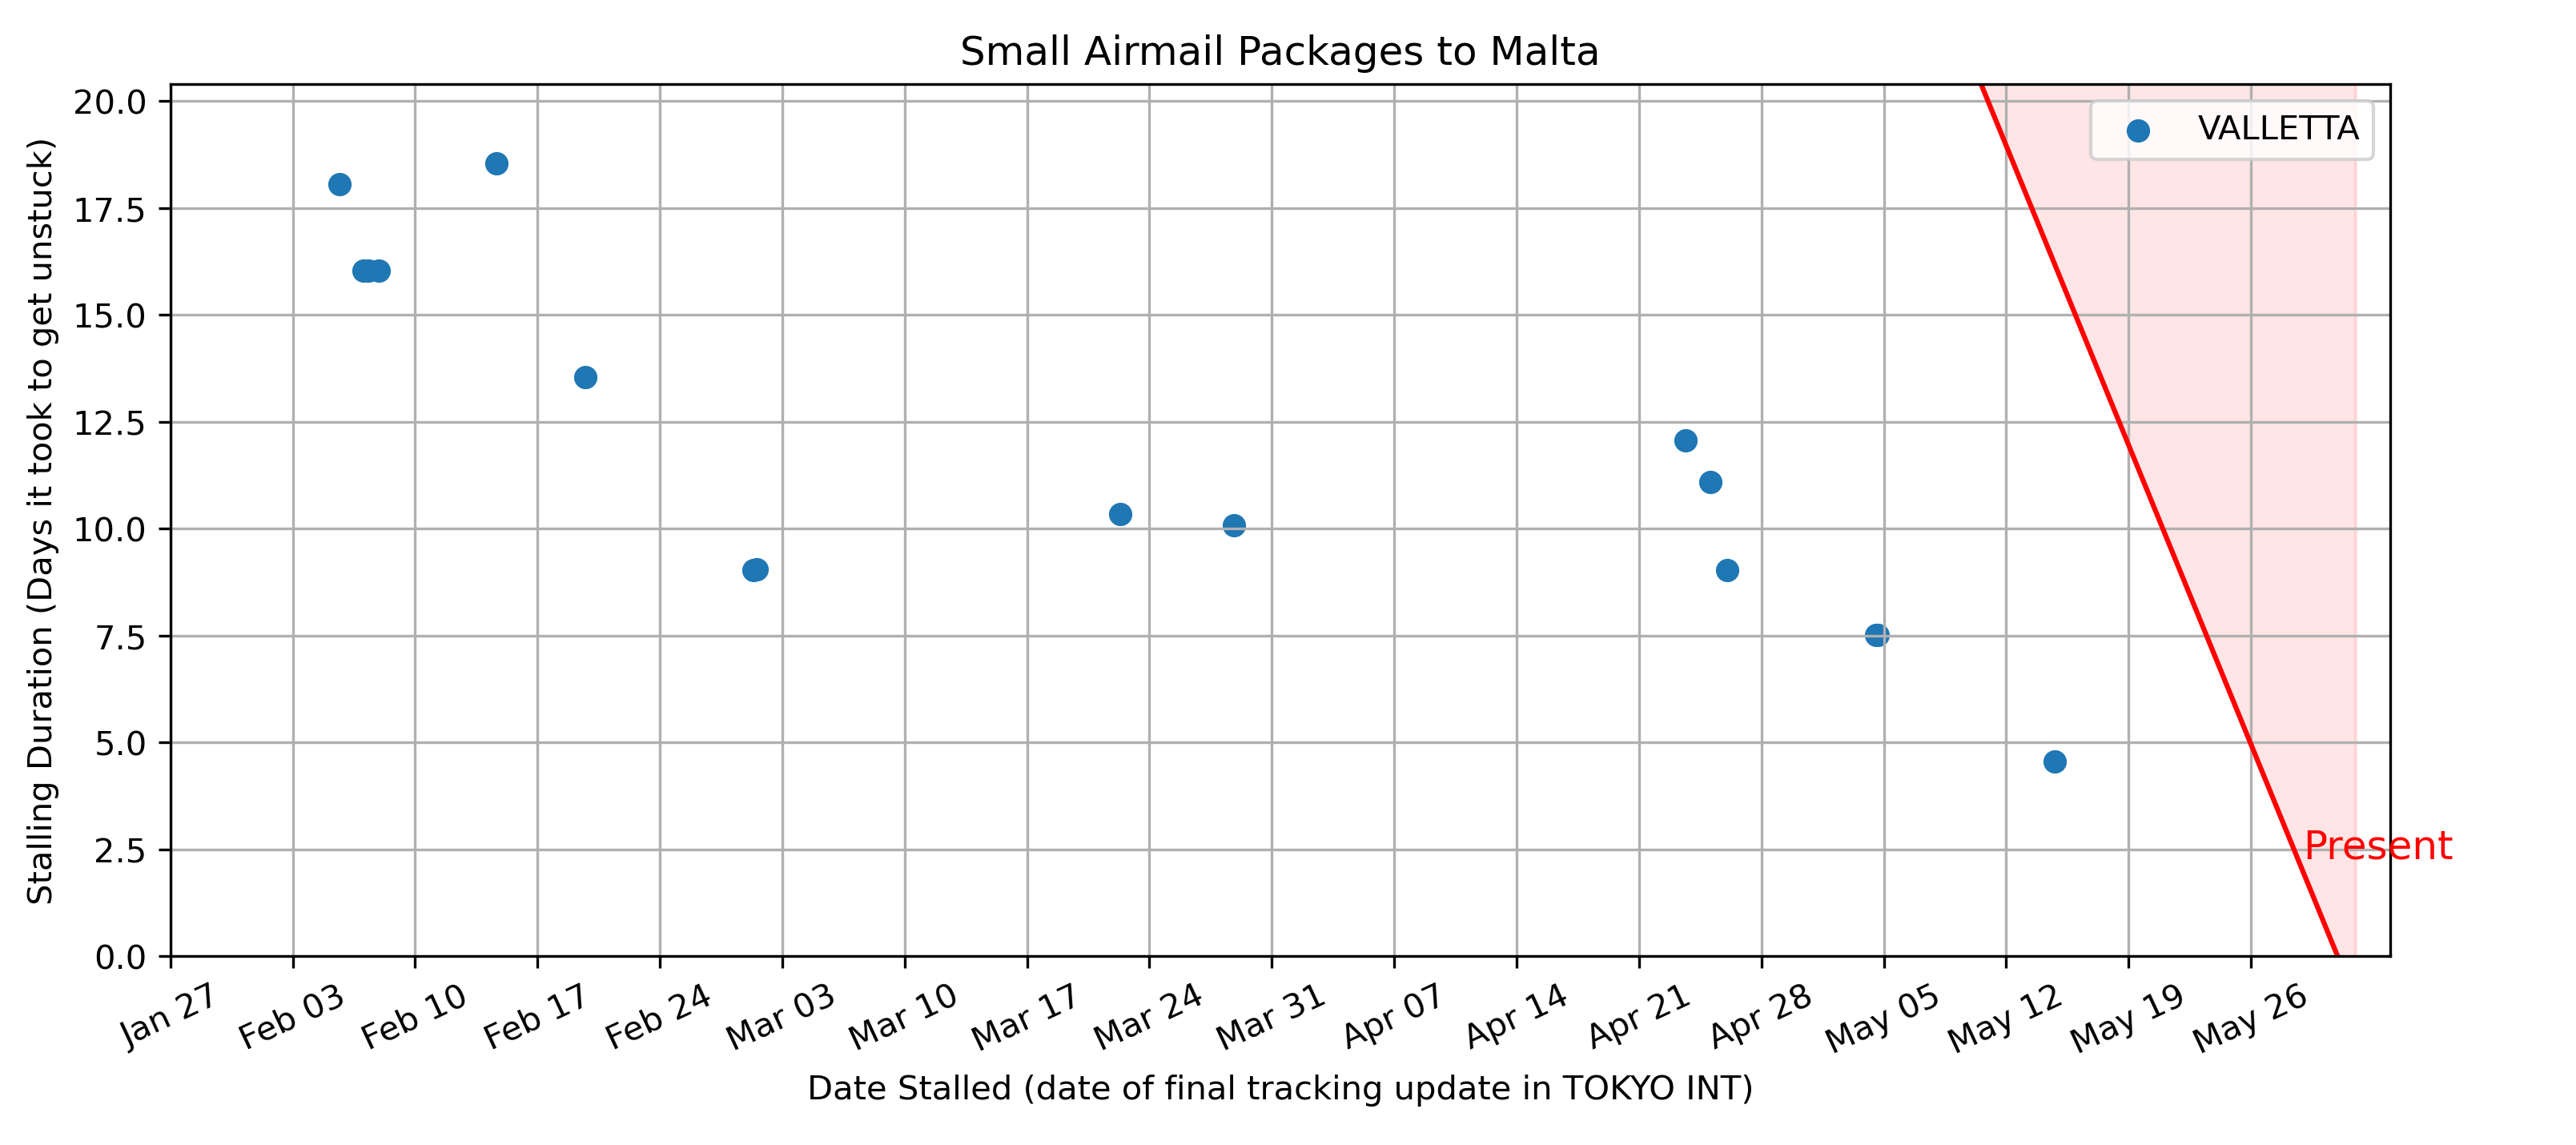 Small Airmail Packages to Malta
VALLETTA
Present
Stalling Duration (Days it took to get unstuck)
20.0
17.5
15.0
12.5
10.0
7.5
5.0
2.5
0.0
Jan 27
Feb 03
Feb 10
Feb 17
Feb 24
Mar 03
Mar 10
Mar 17
Mar 24
Mar 31
Apr 07
Apr 14
Apr 21
Apr 28
May 05
May 12
May 19
May 26
Date Stalled (date of final tracking update in TOKYO INT)